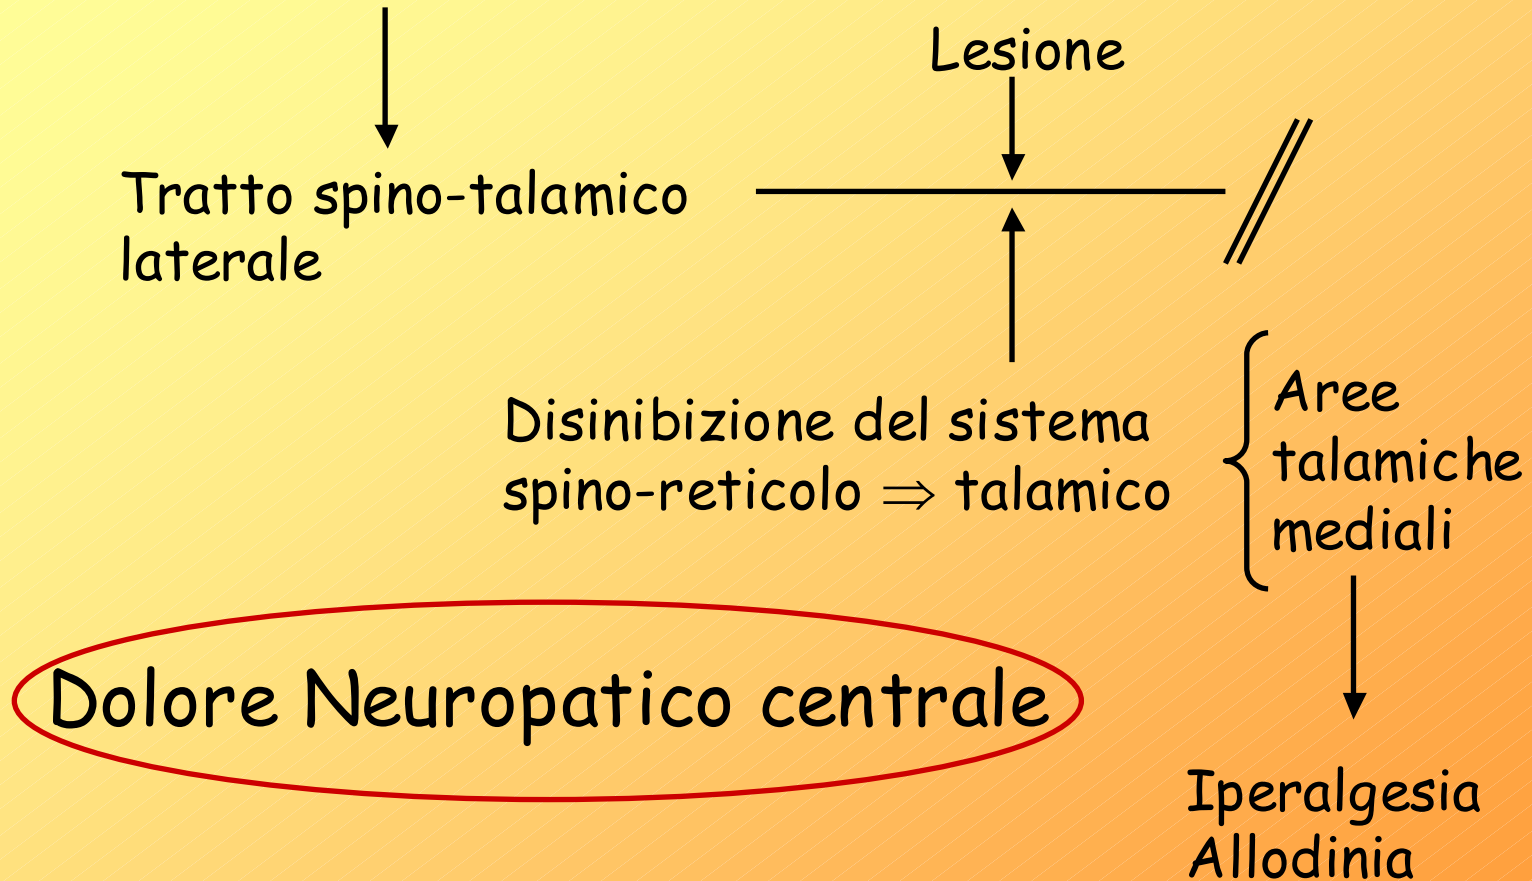 Lesione
Tratto spino-talamico
laterale
Disinibizione del sistema
spino-reticolo ⇒ talamico
Aree
talamiche
mediali
Dolore Neuropatico centrale
Iperalgesia
Allodinia